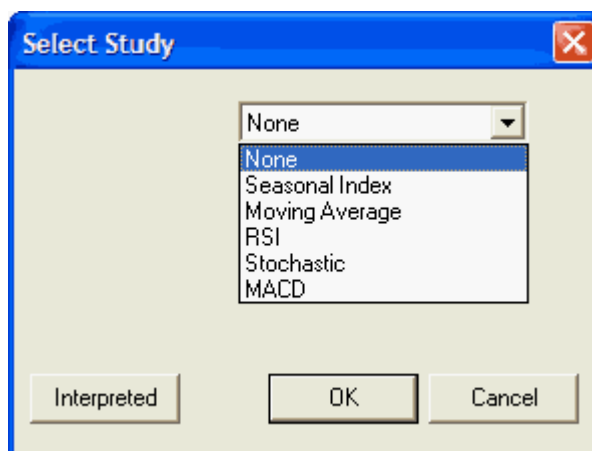 Select Study
None
None
Seasonal Index
Moving Average
RSI
Stochastic
MACD
Interpreted OK Cancel